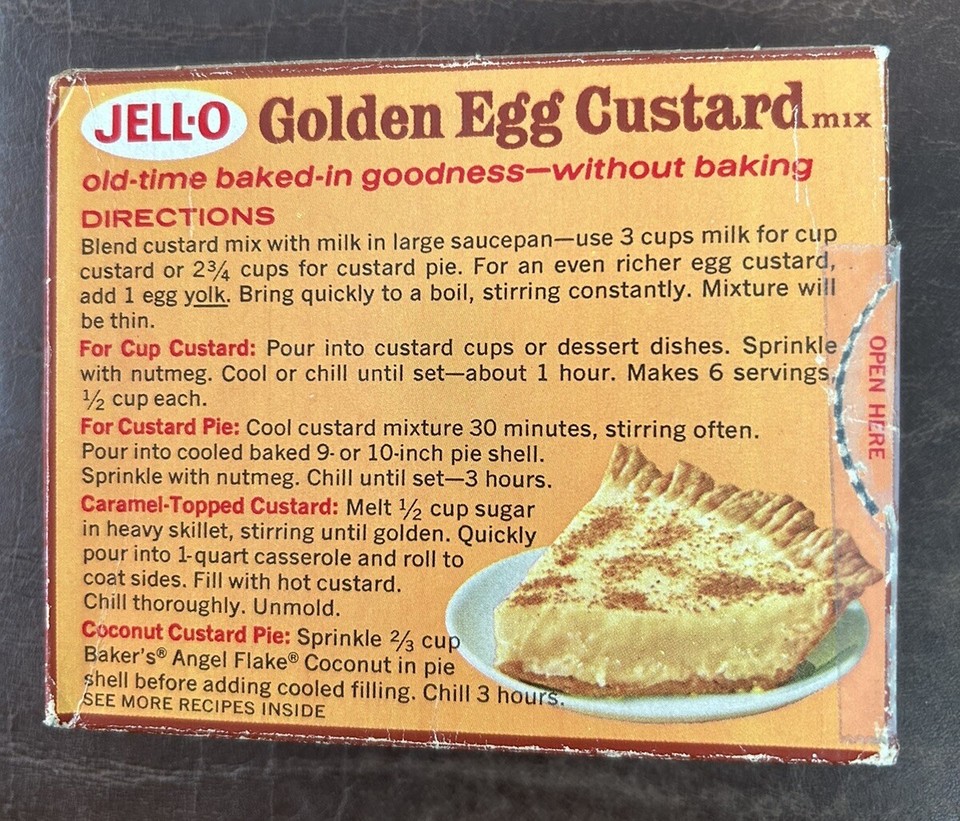 JELL-O Golden Egg Custard mix
old-time baked-in goodness—without baking
DIRECTIONS
Blend custard mix with milk in large saucepan—use 3 cups milk for cup
custard or 2¾ cups for custard pie. For an even richer egg custard,
add 1 egg yolk. Bring quickly to a boil, stirring constantly. Mixture will
be thin.
For Cup Custard: Pour into custard cups or dessert dishes. Sprinkle
with nutmeg. Cool or chill until set—about 1 hour. Makes 6 servings,
½ cup each.
For Custard Pie: Cool custard mixture 30 minutes, stirring often.
Pour into cooled baked 9- or 10-inch pie shell.
Sprinkle with nutmeg. Chill until set—3 hours.
Caramel-Topped Custard: Melt ½ cup sugar
in heavy skillet, stirring until golden. Quickly
pour into 1-quart casserole and roll to
coat sides. Fill with hot custard.
Chill thoroughly. Unmold.
Coconut Custard Pie: Sprinkle ⅔ cup
Baker's® Angel Flake® Coconut in pie
shell before adding cooled filling. Chill 3 hours.
SEE MORE RECIPES INSIDE
OPEN HERE